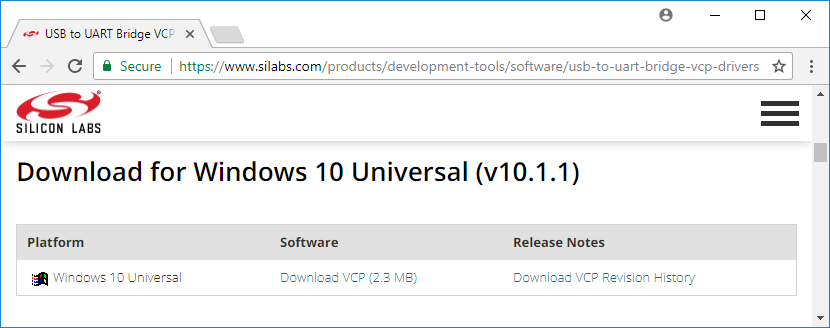 USB to UART Bridge VCP
Secure https://www.silabs.com/products/development-tools/software/usb-to-uart-bridge-vcp-drivers
SILICON LABS
Download for Windows 10 Universal (v10.1.1)
Platform Software Release Notes
Windows 10 Universal Download VCP (2.3 MB) Download VCP Revision History